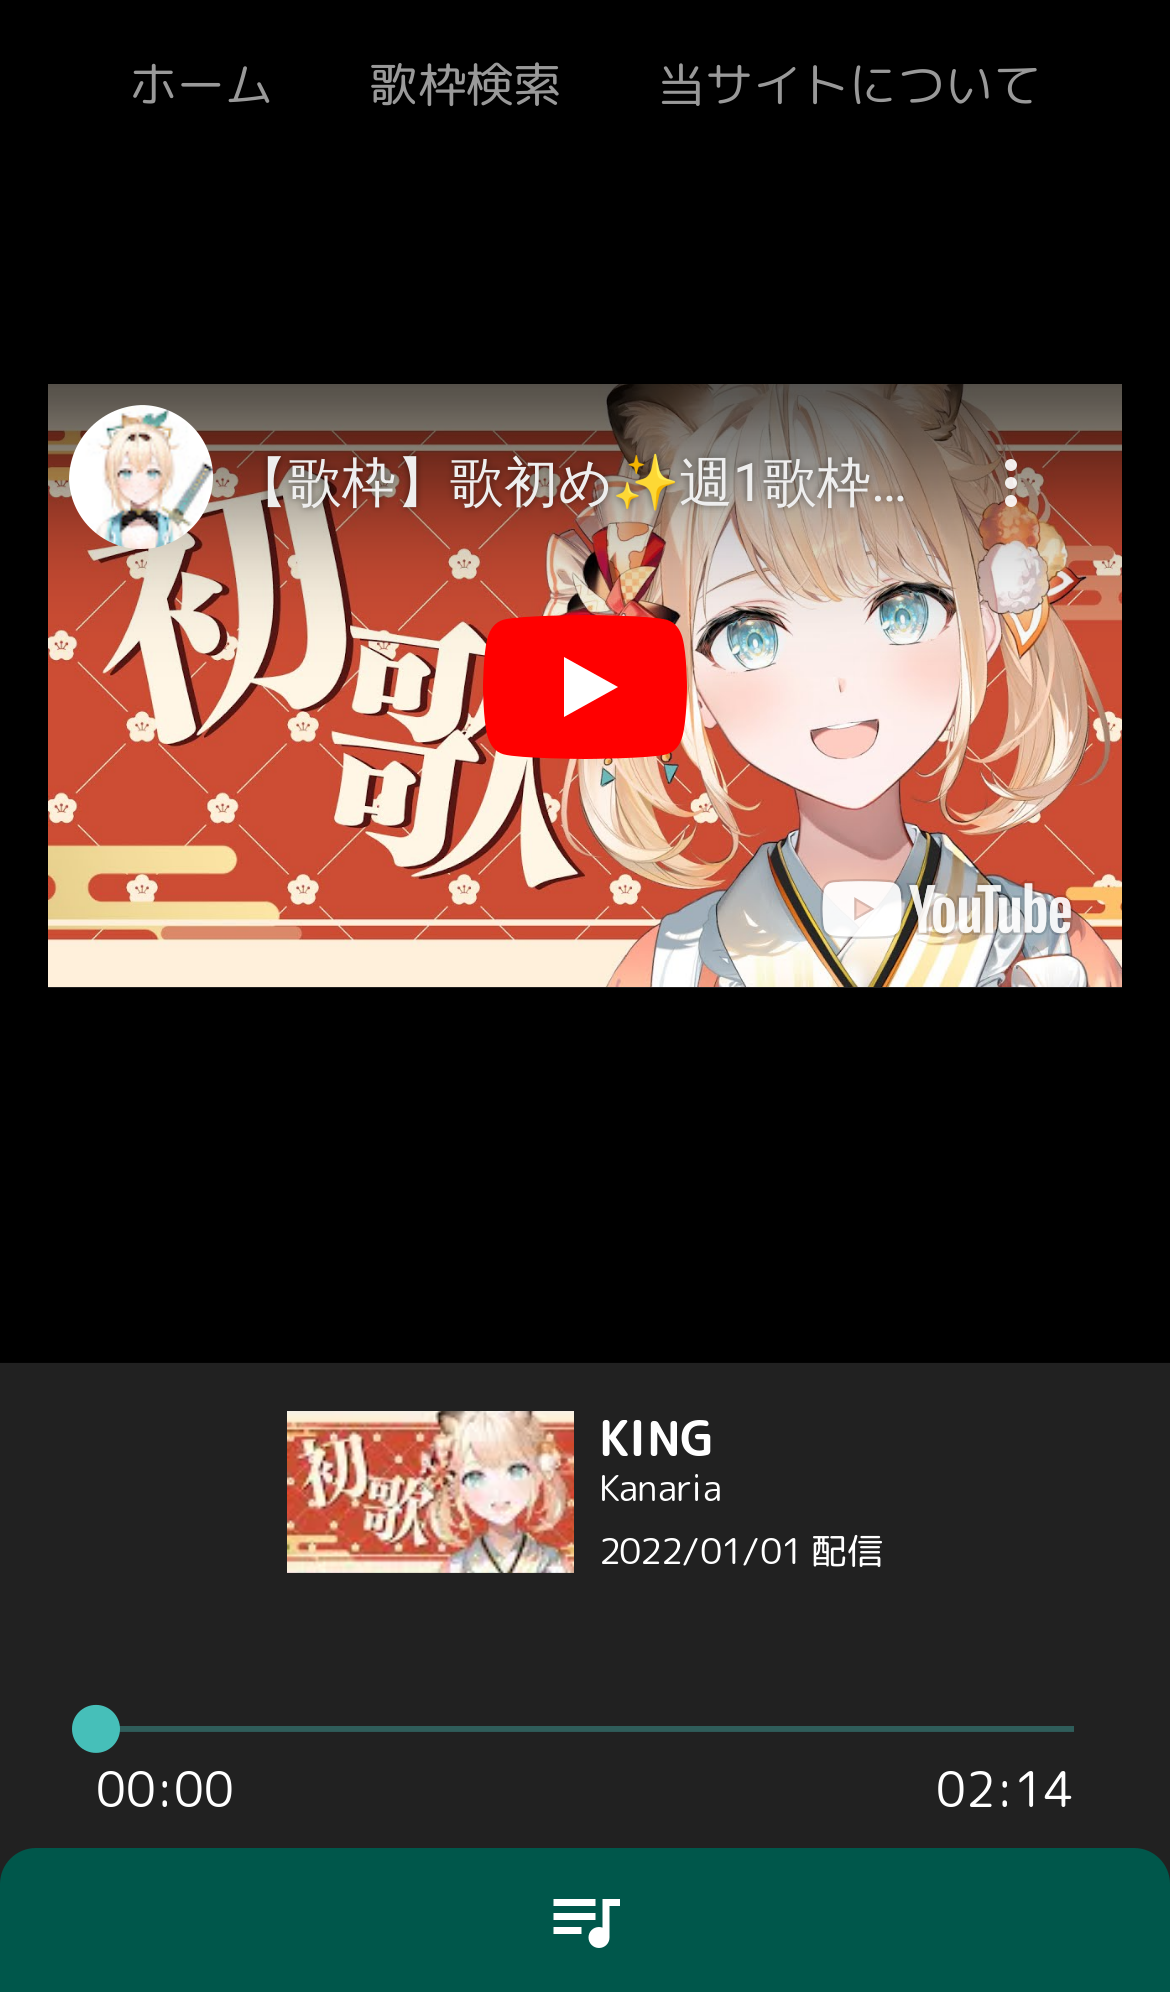 ホーム 歌枠検索 当サイトについて
【歌枠】歌初め✨週1歌枠...
初歌
YouTube
初歌
KING
Kanaria
2022/01/01 配信
00:00 02:14